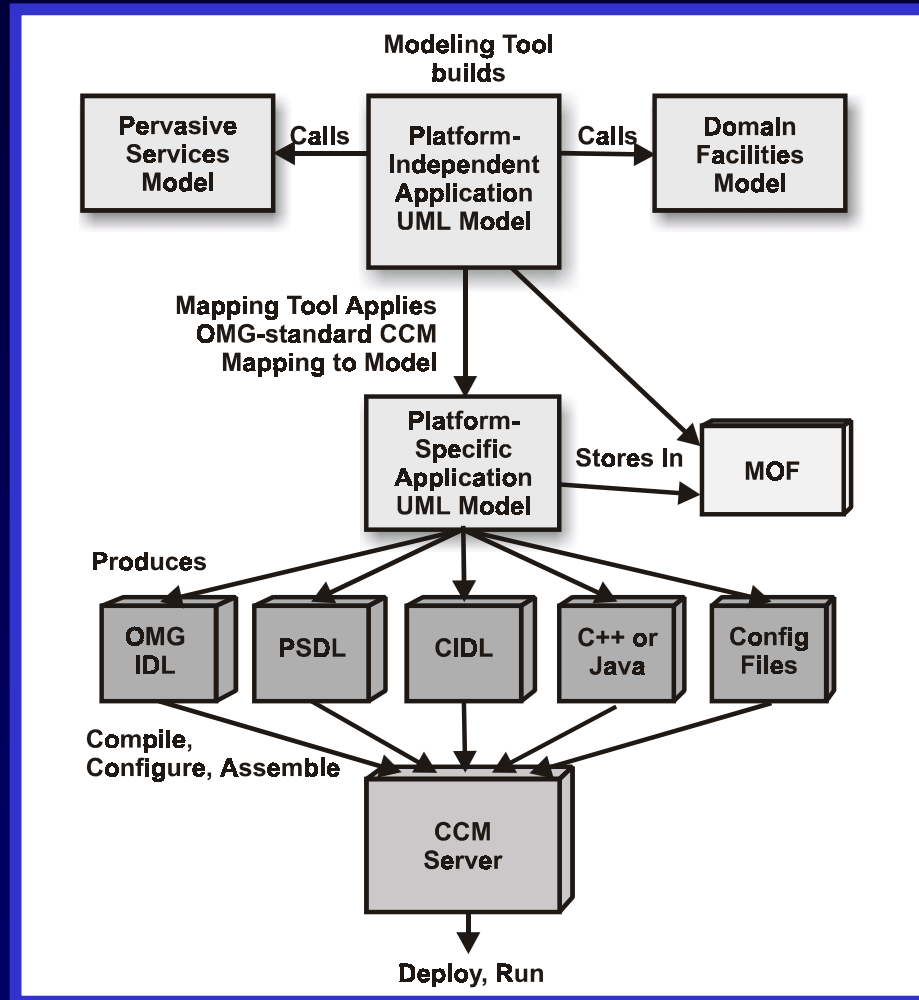 Modeling Tool
builds
Pervasive
Services
Model
Calls
Platform-
Independent
Application
UML Model
Calls
Domain
Facilities
Model
Mapping Tool Applies
OMG-standard CCM
Mapping to Model
Platform-
Specific
Application
UML Model
Stores In
MOF
Produces
OMG
IDL
PSDL
CIDL
C++ or
Java
Config
Files
Compile,
Configure, Assemble
CCM
Server
Deploy, Run